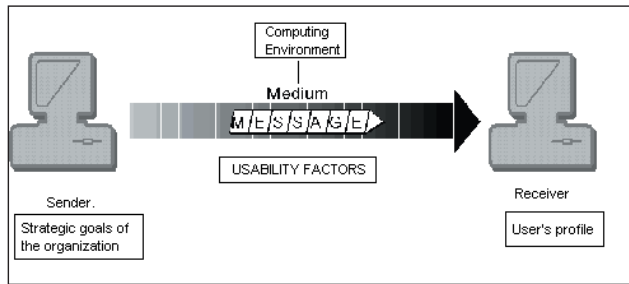 Computing
Environment
Medium
MESSAGE
USABILITY FACTORS
Sender.
Strategic goals of
the organization
Receiver
User's profile